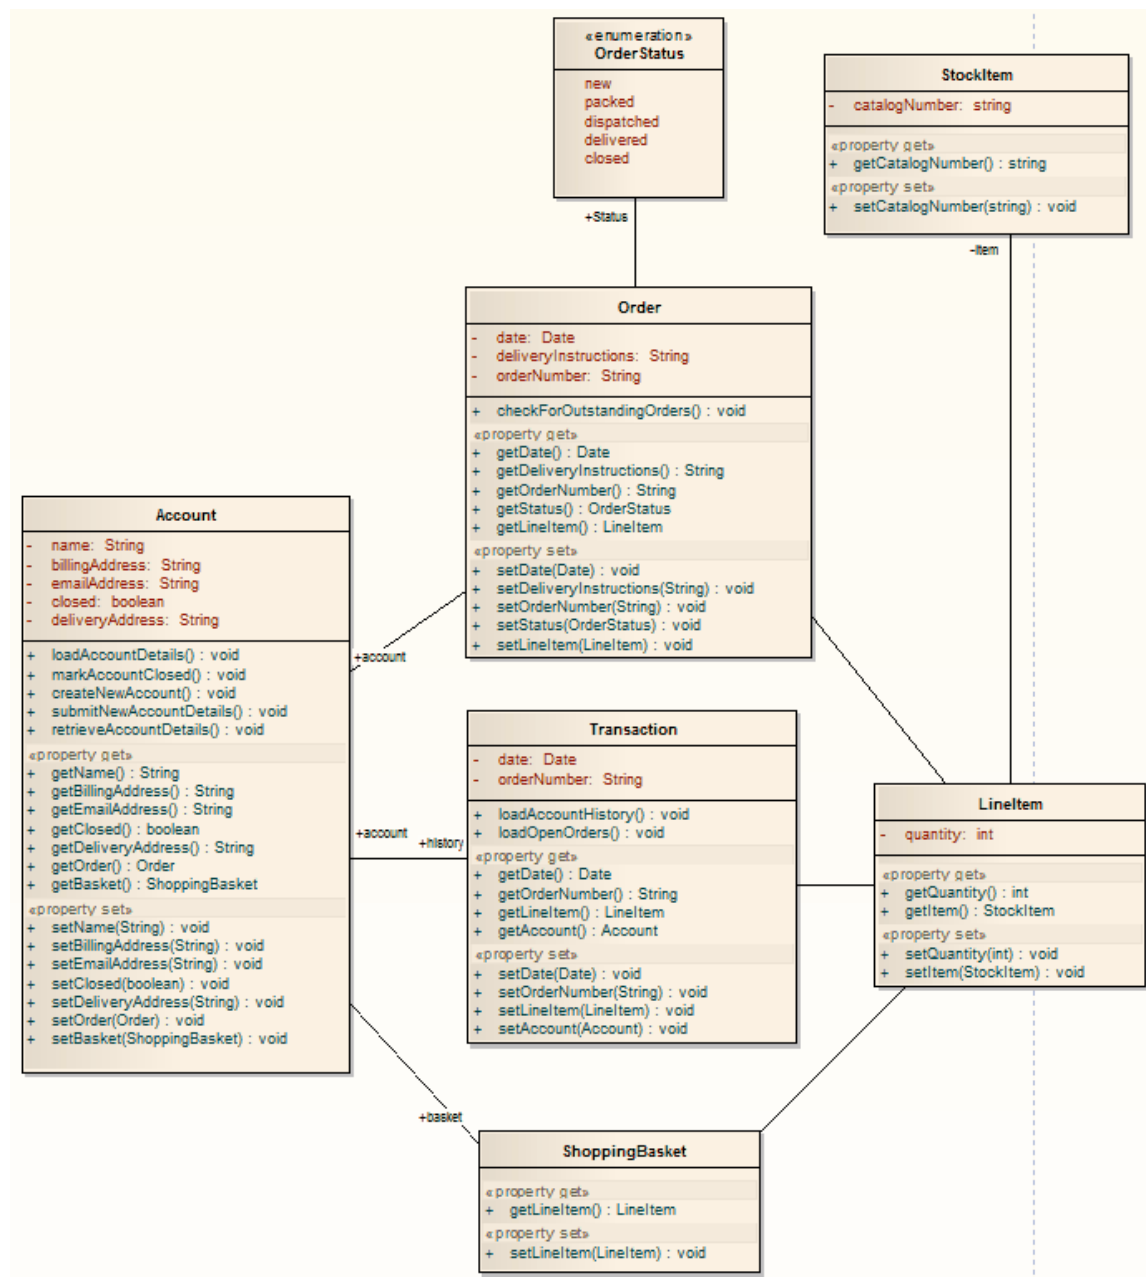 «enumeration»
OrderStatus
new
packed
dispatched
delivered
closed
+Status
StockItem
- catalogNumber: string
«property get»
+ getCatalogNumber() : string
«property set»
+ setCatalogNumber(string) : void
-Item
Order
- date: Date
- deliveryInstructions: String
- orderNumber: String
+ checkForOutstandingOrders() : void
«property get»
+ getDate() : Date
+ getDeliveryInstructions() : String
+ getOrderNumber() : String
+ getStatus() : OrderStatus
+ getLineItem() : LineItem
«property set»
+ setDate(Date) : void
+ setDeliveryInstructions(String) : void
+ setOrderNumber(String) : void
+ setStatus(OrderStatus) : void
+ setLineItem(LineItem) : void
Account
- name: String
- billingAddress: String
- emailAddress: String
- closed: boolean
- deliveryAddress: String
+ loadAccountDetails() : void
+ markAccountClosed() : void
+ createNewAccount() : void
+ submitNewAccountDetails() : void
+ retrieveAccountDetails() : void
«property get»
+ getName() : String
+ getBillingAddress() : String
+ getEmailAddress() : String
+ getClosed() : boolean
+ getDeliveryAddress() : String
+ getOrder() : Order
+ getBasket() : ShoppingBasket
«property set»
+ setName(String) : void
+ setBillingAddress(String) : void
+ setEmailAddress(String) : void
+ setClosed(boolean) : void
+ setDeliveryAddress(String) : void
+ setOrder(Order) : void
+ setBasket(ShoppingBasket) : void
+account
+account
+history
+basket
Transaction
- date: Date
- orderNumber: String
+ loadAccountHistory() : void
+ loadOpenOrders() : void
«property get»
+ getDate() : Date
+ getOrderNumber() : String
+ getLineItem() : LineItem
+ getAccount() : Account
«property set»
+ setDate(Date) : void
+ setOrderNumber(String) : void
+ setLineItem(LineItem) : void
+ setAccount(Account) : void
LineItem
- quantity: int
«property get»
+ getQuantity() : int
+ getItem() : StockItem
«property set»
+ setQuantity(int) : void
+ setItem(StockItem) : void
ShoppingBasket
«property get»
+ getLineItem() : LineItem
«property set»
+ setLineItem(LineItem) : void